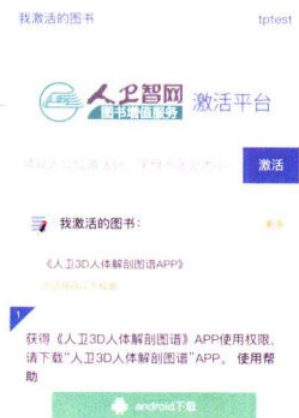 我激活的图书 tptest
人卫智网 激活平台
图书增值服务
激活
我激活的图书：
更多
《人卫3D人体解剖图谱APP》
1
获得《人卫3D人体解剖图谱》APP使用权限，
请下载“人卫3D人体解剖图谱”APP。 使用帮
助
android下载